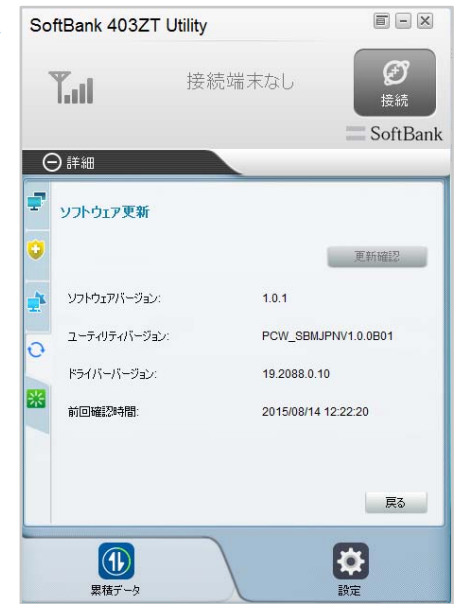 SoftBank 403ZT Utility
接続端末なし
接続
SoftBank
詳細
ソフトウェア更新
更新確認
ソフトウェアバージョン: 1.0.1
ユーティリティバージョン: PCW_SBMJPNV1.0.0B01
ドライバーバージョン: 19.2088.0.10
前回確認時間: 2015/08/14 12:22:20
戻る
累積データ
設定